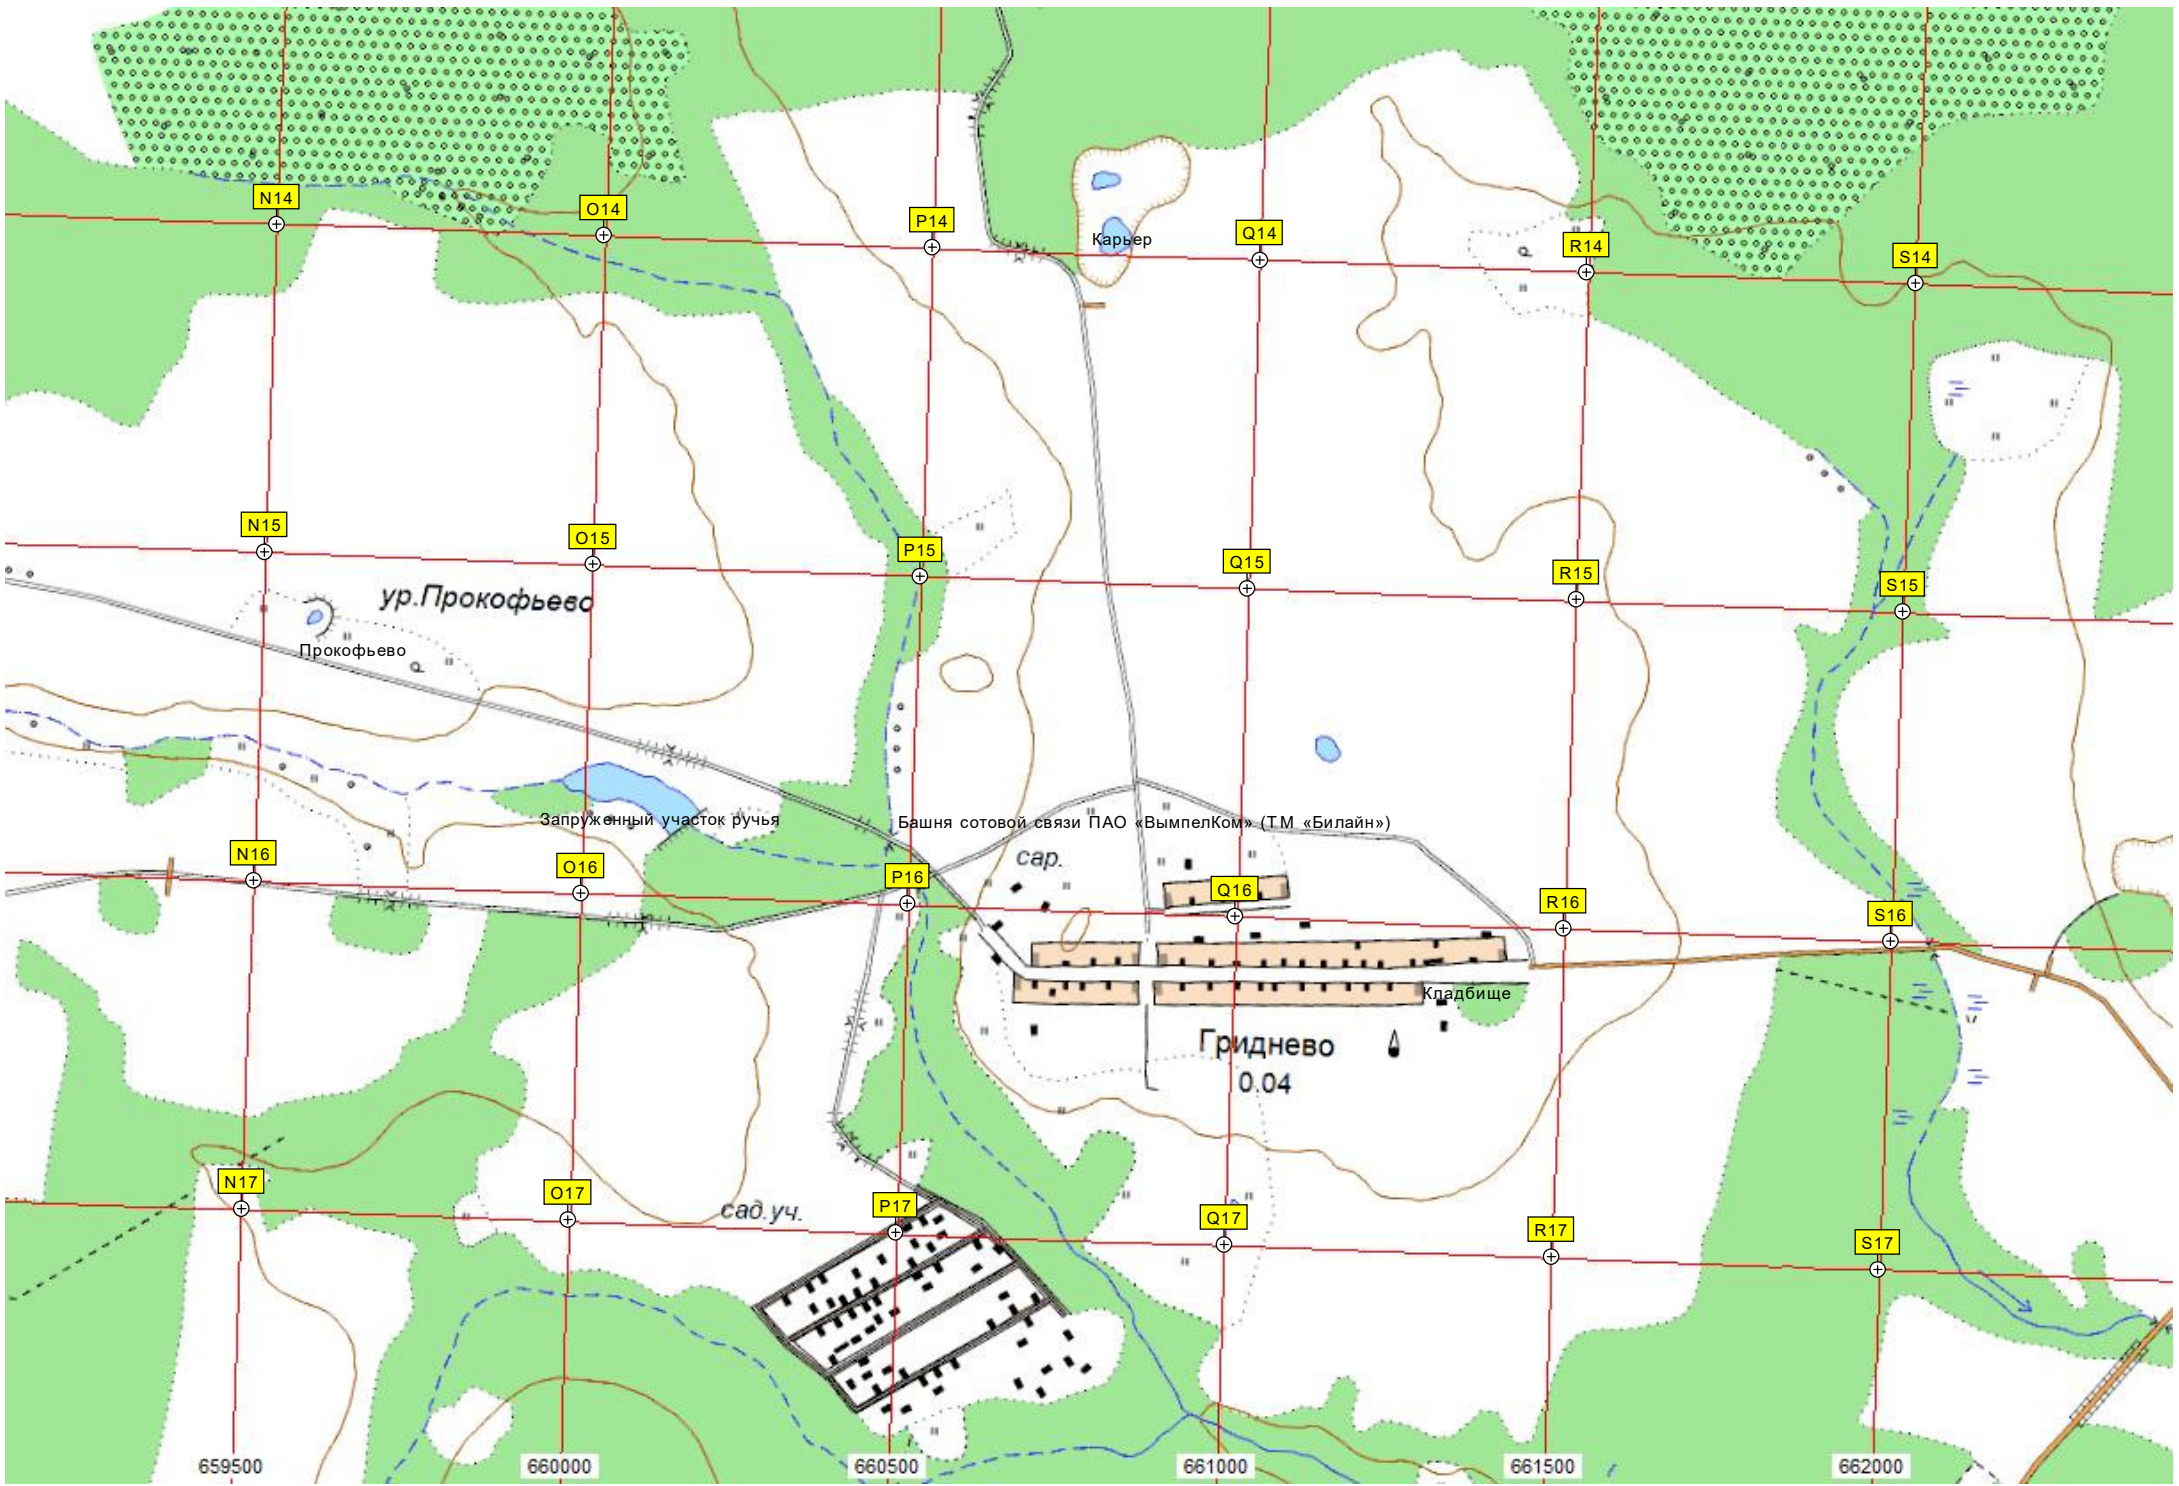 N14
O14
P14
Карьер
Q14
R14
S14
N15
O15
P15
Q15
R15
S15
ур.Прокофьево
Прокофьево
Запруженный участок ручья
Башня сотовой связи ПАО «ВымпелКом» (ТМ «Билайн»)
сар.
N16
O16
P16
Q16
R16
S16
Кладбище
Гриднево
0.04
N17
O17
сад.уч.
P17
Q17
R17
S17
659500
660000
660500
661000
661500
662000